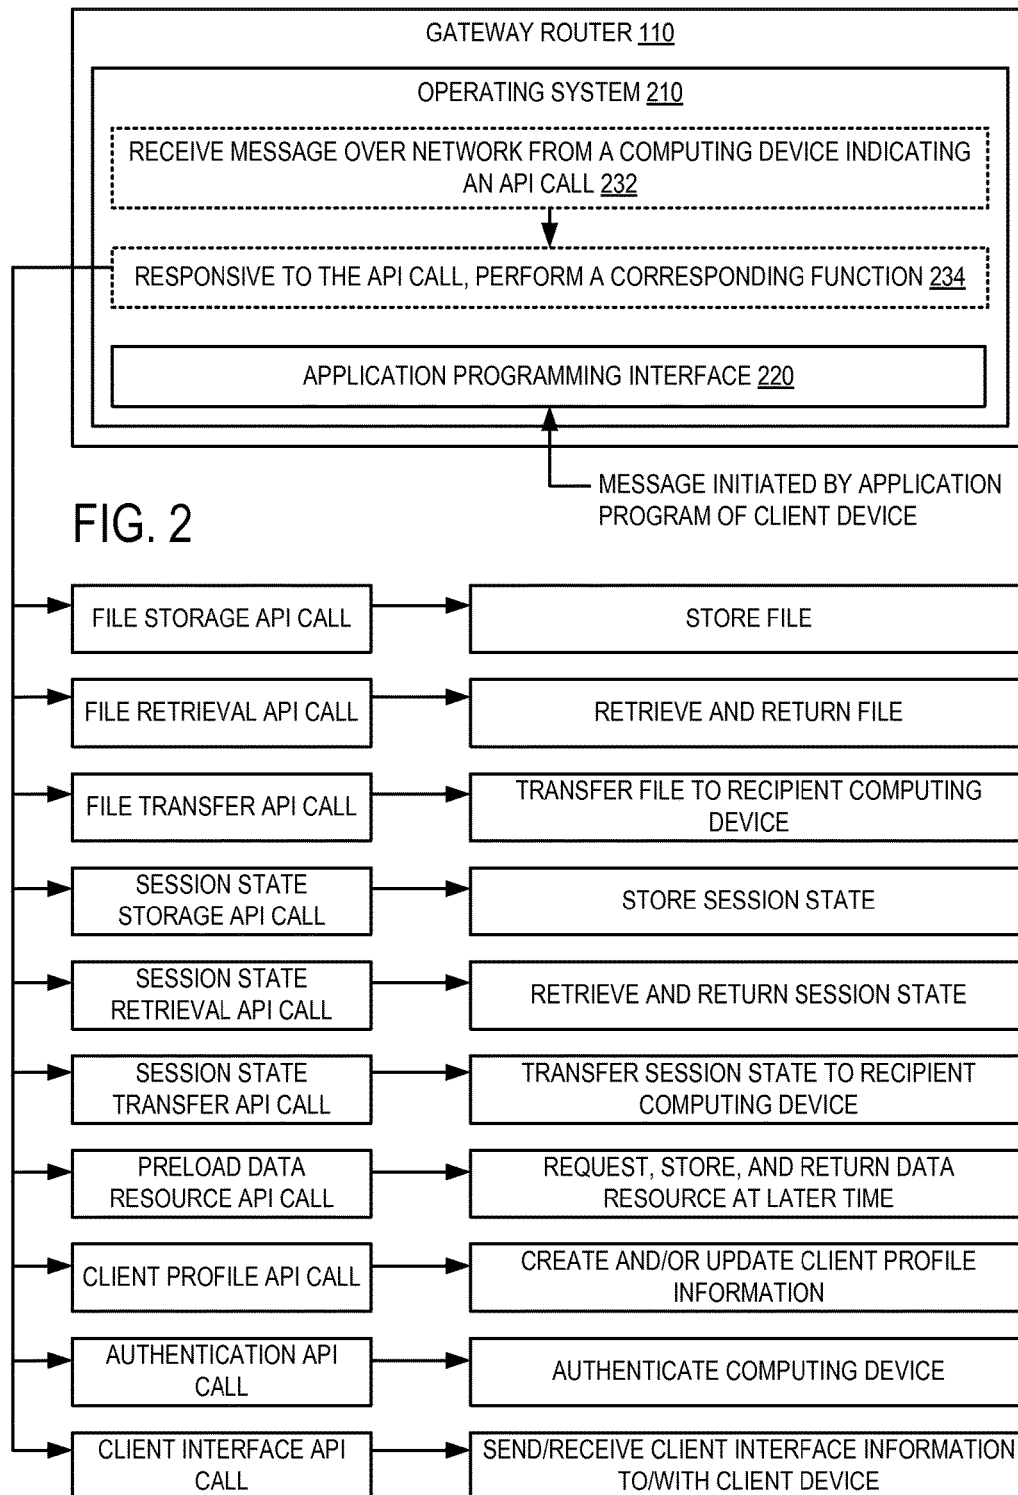 GATEWAY ROUTER 110
OPERATING SYSTEM 210
RECEIVE MESSAGE OVER NETWORK FROM A COMPUTING DEVICE INDICATING
AN API CALL 232
RESPONSIVE TO THE API CALL, PERFORM A CORRESPONDING FUNCTION 234
APPLICATION PROGRAMMING INTERFACE 220
MESSAGE INITIATED BY APPLICATION
PROGRAM OF CLIENT DEVICE
FIG. 2
FILE STORAGE API CALL
STORE FILE
FILE RETRIEVAL API CALL
RETRIEVE AND RETURN FILE
FILE TRANSFER API CALL
TRANSFER FILE TO RECIPIENT COMPUTING
DEVICE
SESSION STATE
STORAGE API CALL
STORE SESSION STATE
SESSION STATE
RETRIEVAL API CALL
RETRIEVE AND RETURN SESSION STATE
SESSION STATE
TRANSFER API CALL
TRANSFER SESSION STATE TO RECIPIENT
COMPUTING DEVICE
PRELOAD DATA
RESOURCE API CALL
REQUEST, STORE, AND RETURN DATA
RESOURCE AT LATER TIME
CLIENT PROFILE API CALL
CREATE AND/OR UPDATE CLIENT PROFILE
INFORMATION
AUTHENTICATION API
CALL
AUTHENTICATE COMPUTING DEVICE
CLIENT INTERFACE API
CALL
SEND/RECEIVE CLIENT INTERFACE INFORMATION
TO/WITH CLIENT DEVICE